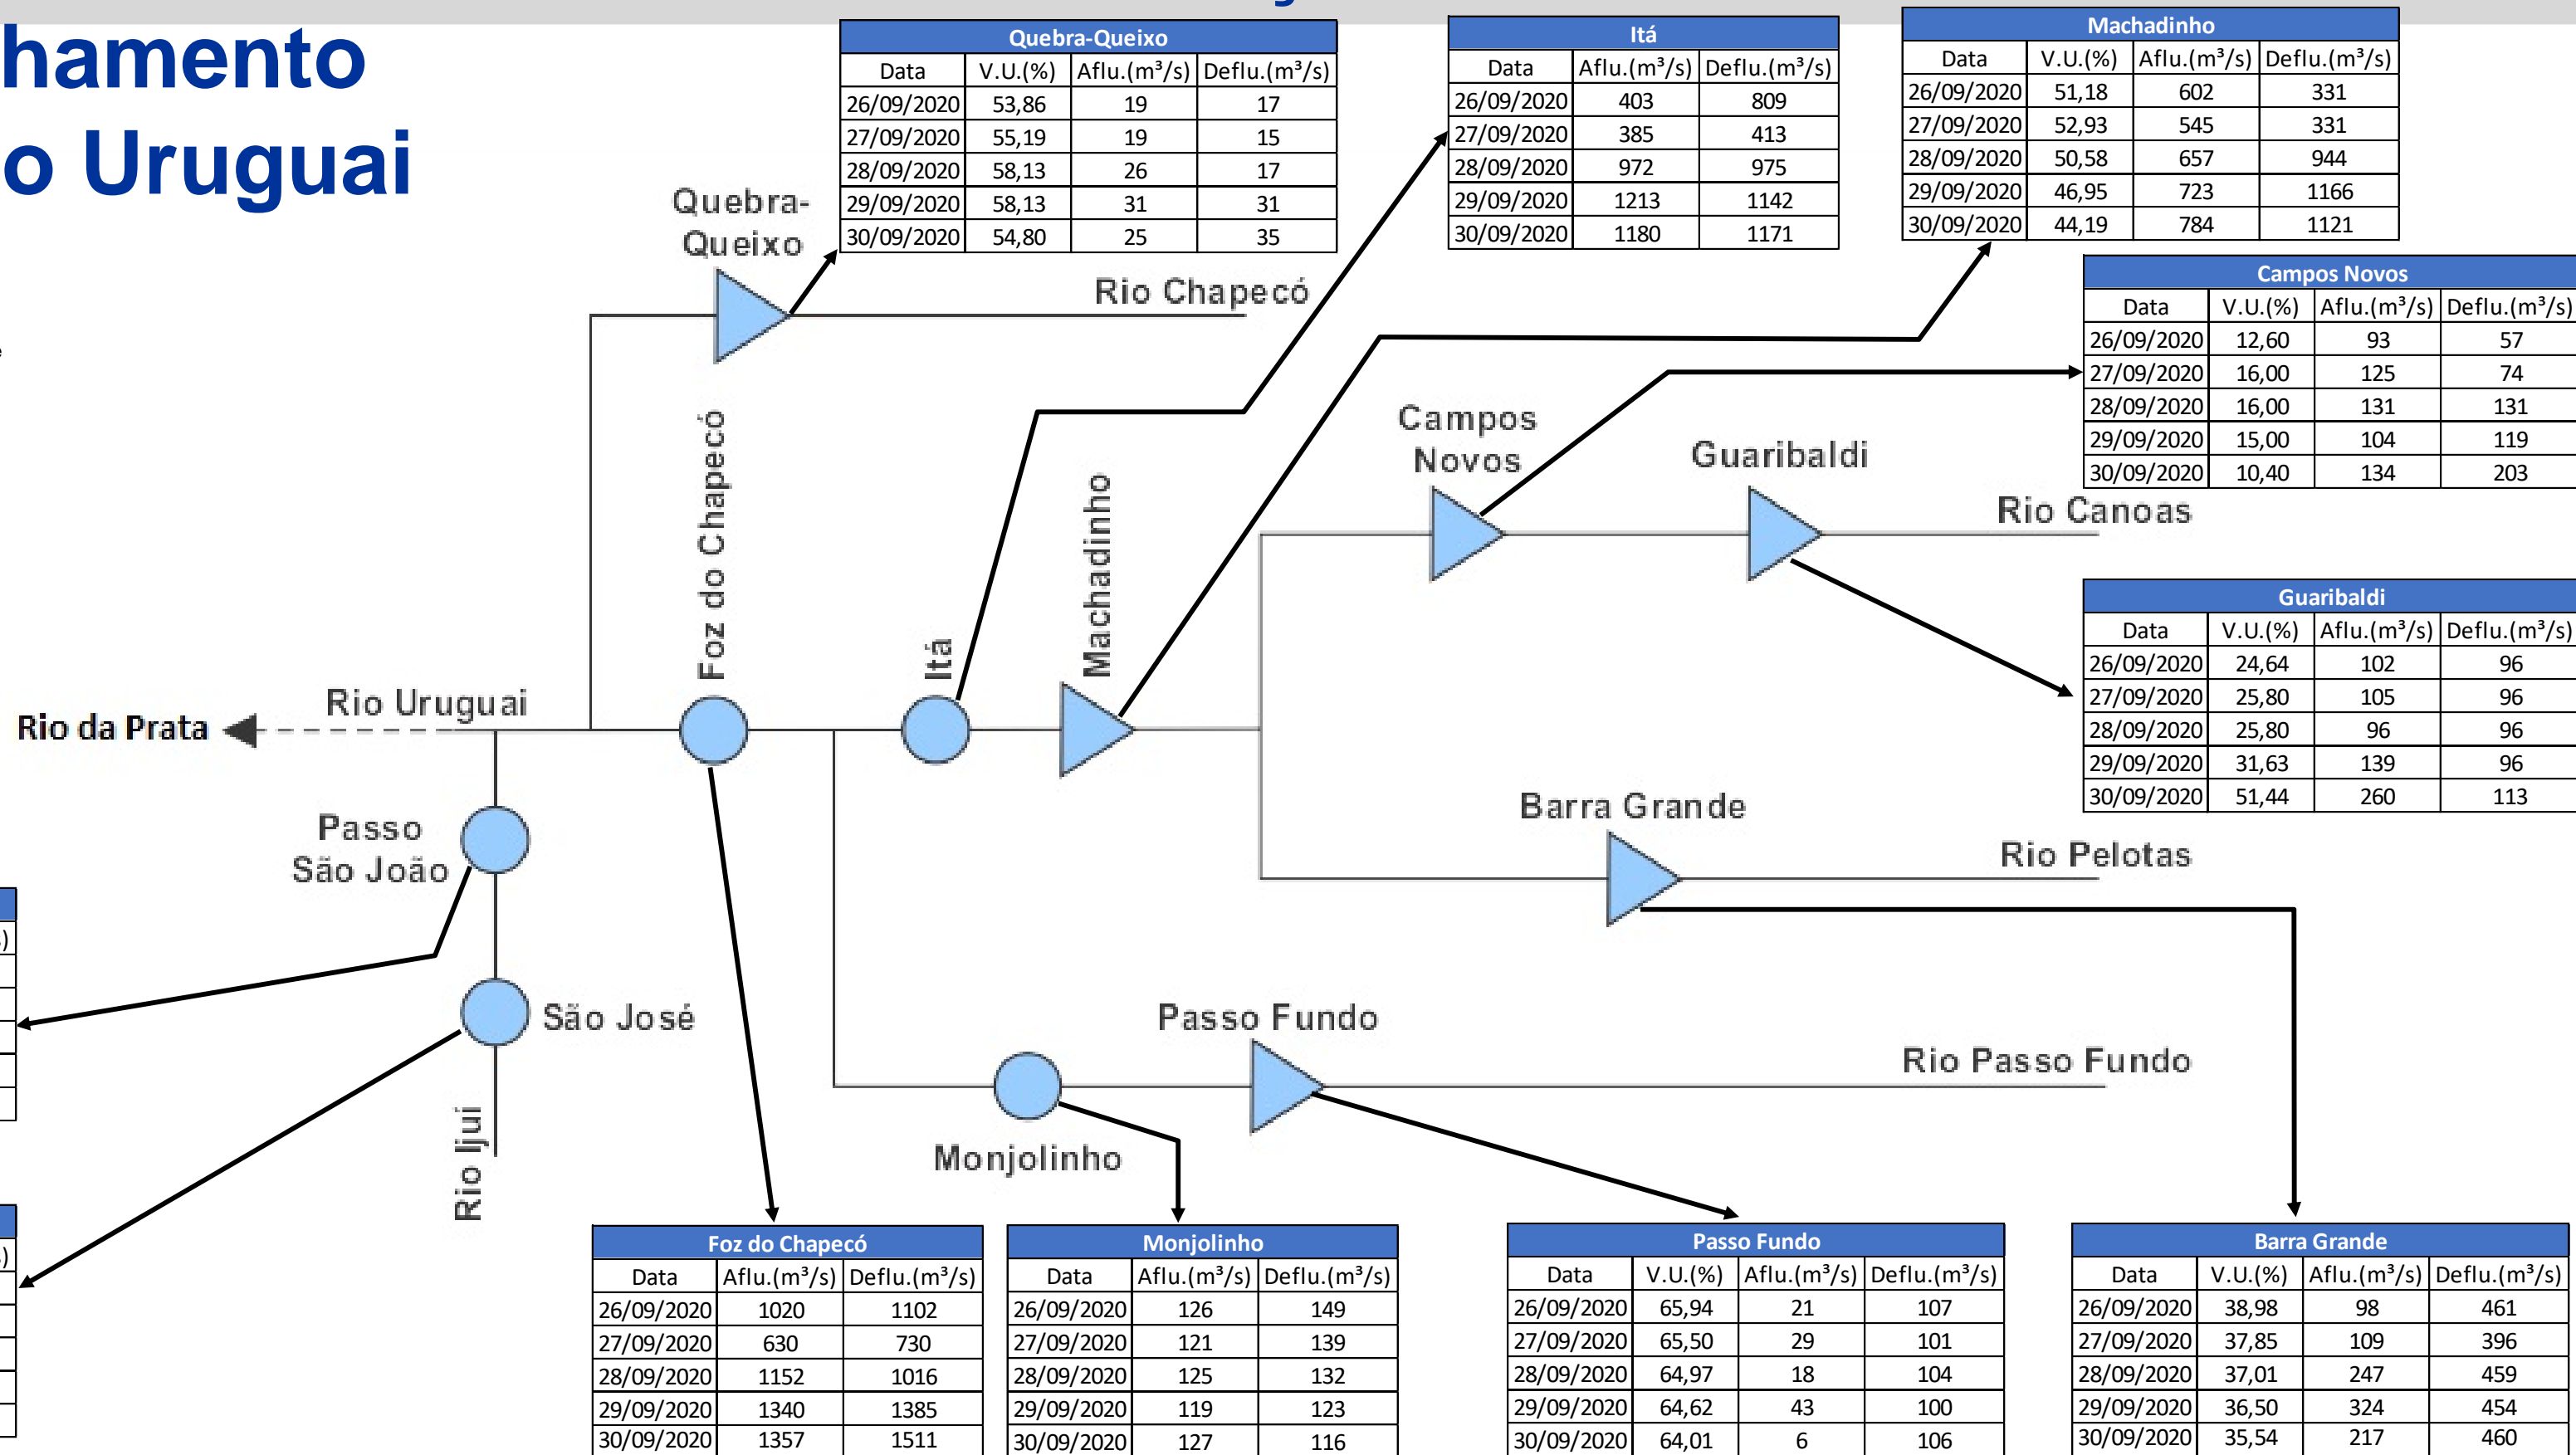 hamento
o Uruguai
Quebra-Queixo
Data V.U.(%) Aflu.(m³/s) Deflu.(m³/s)
26/09/2020 53,86 19 17
27/09/2020 55,19 19 15
28/09/2020 58,13 26 17
29/09/2020 58,13 31 31
30/09/2020 54,80 25 35
Itá
Data Aflu.(m³/s) Deflu.(m³/s)
26/09/2020 403 809
27/09/2020 385 413
28/09/2020 972 975
29/09/2020 1213 1142
30/09/2020 1180 1171
Machadinho
Data V.U.(%) Aflu.(m³/s) Deflu.(m³/s)
26/09/2020 51,18 602 331
27/09/2020 52,93 545 331
28/09/2020 50,58 657 944
29/09/2020 46,95 723 1166
30/09/2020 44,19 784 1121
Campos Novos
Data V.U.(%) Aflu.(m³/s) Deflu.(m³/s)
26/09/2020 12,60 93 57
27/09/2020 16,00 125 74
28/09/2020 16,00 131 131
29/09/2020 15,00 104 119
30/09/2020 10,40 134 203
Quebra-
Queixo
Rio Chapecó
Foz do Chapecó
Itá
Machadinho
Campos
Novos
Guaribaldi
Rio Canoas
Guaribaldi
Data V.U.(%) Aflu.(m³/s) Deflu.(m³/s)
26/09/2020 24,64 102 96
27/09/2020 25,80 105 96
28/09/2020 25,80 96 96
29/09/2020 31,63 139 96
30/09/2020 51,44 260 113
Rio da Prata
Rio Uruguai
Passo
São João
São José
Rio Ijui
Barra Grande
Rio Pelotas
Passo Fundo
Rio Passo Fundo
Monjolinho
Foz do Chapecó
Data Aflu.(m³/s) Deflu.(m³/s)
26/09/2020 1020 1102
27/09/2020 630 730
28/09/2020 1152 1016
29/09/2020 1340 1385
30/09/2020 1357 1511
Monjolinho
Data Aflu.(m³/s) Deflu.(m³/s)
26/09/2020 126 149
27/09/2020 121 139
28/09/2020 125 132
29/09/2020 119 123
30/09/2020 127 116
Passo Fundo
Data V.U.(%) Aflu.(m³/s) Deflu.(m³/s)
26/09/2020 65,94 21 107
27/09/2020 65,50 29 101
28/09/2020 64,97 18 104
29/09/2020 64,62 43 100
30/09/2020 64,01 6 106
Barra Grande
Data V.U.(%) Aflu.(m³/s) Deflu.(m³/s)
26/09/2020 38,98 98 461
27/09/2020 37,85 109 396
28/09/2020 37,01 247 459
29/09/2020 36,50 324 454
30/09/2020 35,54 217 460